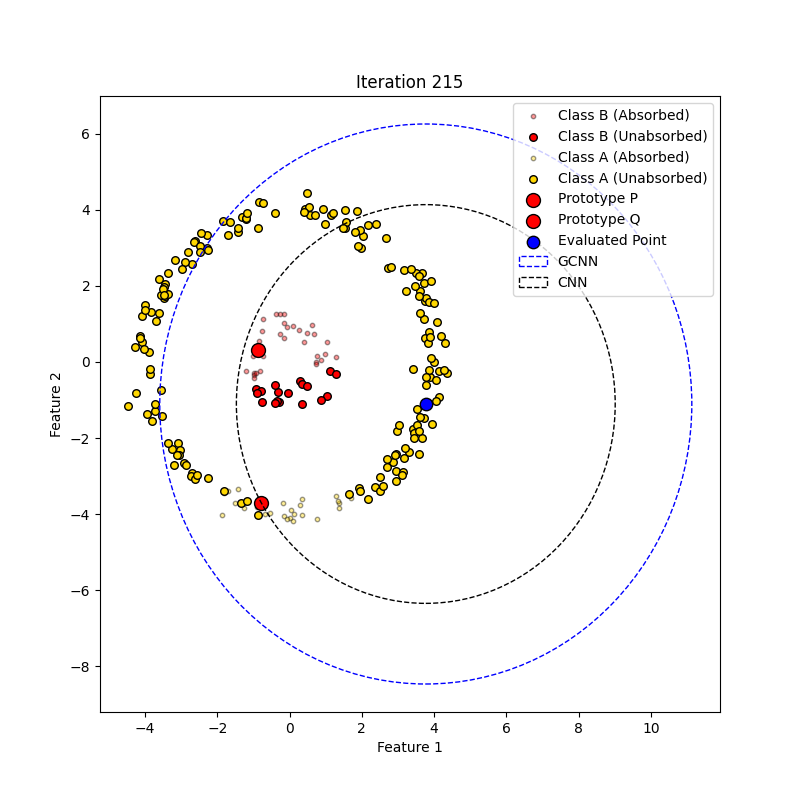 Iteration 215
Class B (Absorbed)
Class B (Unabsorbed)
Class A (Absorbed)
Class A (Unabsorbed)
Prototype P
Prototype Q
Evaluated Point
GCNN
CNN
6
4
2
0
−2
−4
−6
−8
Feature 2
−4 −2 0 2 4 6 8 10
Feature 1